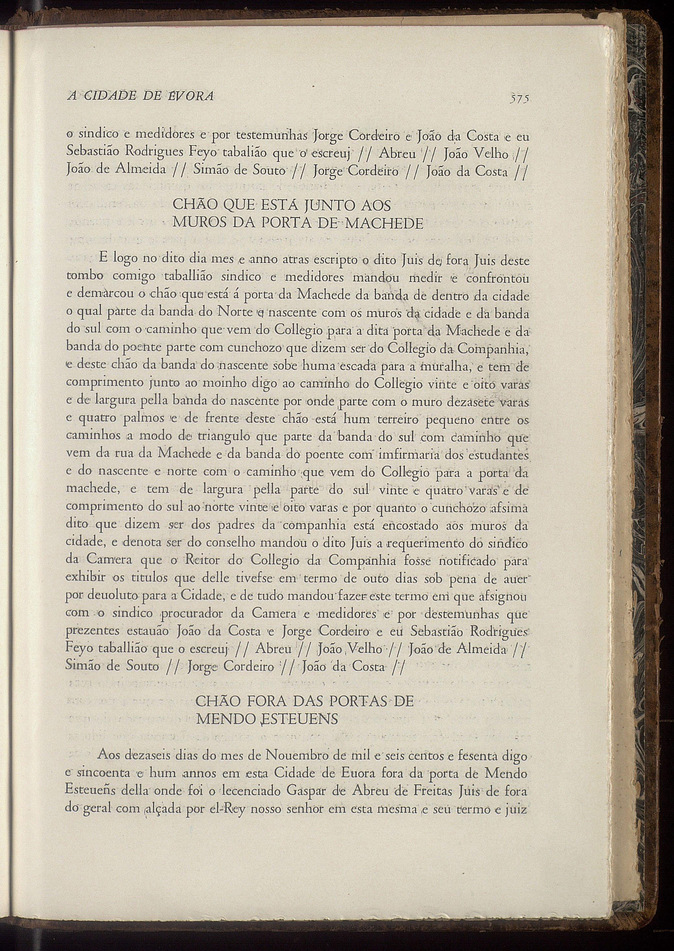 A CIDADE DE ÉVORA 575
o sindico e medidores e por testemunhas Jorge Cordeiro e João da Costa e eu
Sebastião Rodrigues Feyo tabalião que o escreuj // Abreu // João Velho //
João de Almeida // Simão de Souto // Jorge Cordeiro // João da Costa //
CHÃO QUE ESTÁ JUNTO AOS
MUROS DA PORTA DE MACHEDE
E logo no dito dia mes e anno atras escripto o dito Juis de fora Juis deste
tombo comigo taballião sindico e medidores mandou medir e confrontou
e demarcou o chão que está á porta da Machede da banda de dentro da cidade
o qual parte da banda do Norte e nascente com os muros da cidade e da banda
do sul com o caminho que vem do Collegio para a dita porta da Machede e da
banda do poente parte com cunchozo que dizem ser do Collegio da Companhia,
e deste chão da banda do nascente sobe huma escada para a muralha, e tem de
comprimento junto ao moinho digo ao caminho do Collegio vinte e oito varas
e de largura pella banda do nascente por onde parte com o muro dezasete varas
e quatro palmos e de frente deste chão está hum terreiro pequeno entre os
caminhos a modo de triangulo que parte da banda do sul com caminho que
vem da rua da Machede e da banda do poente com imfirmaria dos estudantes
e do nascente e norte com o caminho que vem do Collegio para a porta da
machede, e tem de largura pella parte do sul vinte e quatro varas e de
comprimento do sul ao norte vinte e oito varas e por quanto o cunchozo afsima
dito que dizem ser dos padres da companhia está encostado aos muros da
cidade, e denota ser do conselho mandou o dito Juis a requerimento do sindico
da Camera que o Reitor do Collegio da Companhia fosse notificado para
exhibir os titulos que delle tivefse em termo de outo dias sob pena de auer
por deuoluto para a Cidade, e de tudo mandou fazer este termo em que afsignou
com o sindico procurador da Camera e medidores e por destemunhas que
prezentes estauão João da Costa e Jorge Cordeiro e eu Sebastião Rodrigues
Feyo taballião que o escreuj // Abreu // João Velho // João de Almeida //
Simão de Souto // Jorge Cordeiro // João da Costa //
CHÃO FORA DAS PORTAS DE
MENDO ESTEUENS
Aos dezaseis dias do mes de Nouembro de mil e seis centos e fesenta digo
e sincoenta e hum annos em esta Cidade de Euora fora da porta de Mendo
Esteueñs della onde foi o lecenciado Gaspar de Abreu de Freitas Juis de fora
do geral com alçada por el-Rey nosso senhor em esta mesma e seu termo e juiz